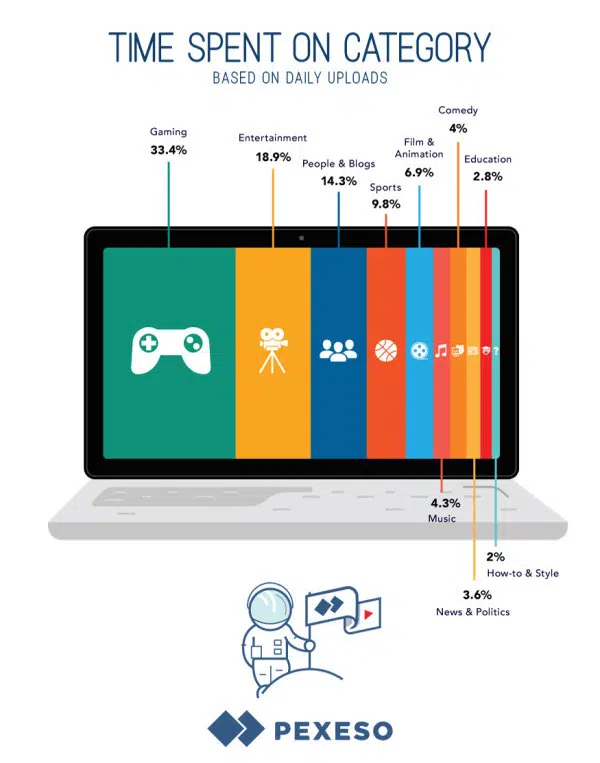 TIME SPENT ON CATEGORY
BASED ON DAILY UPLOADS
Gaming
33.4%
Entertainment
18.9%
People & Blogs
14.3%
Sports
9.8%
Film &
Animation
6.9%
Comedy
4%
Education
2.8%
?
4.3%
Music
2%
How-to & Style
3.6%
News & Politics
PEXESO